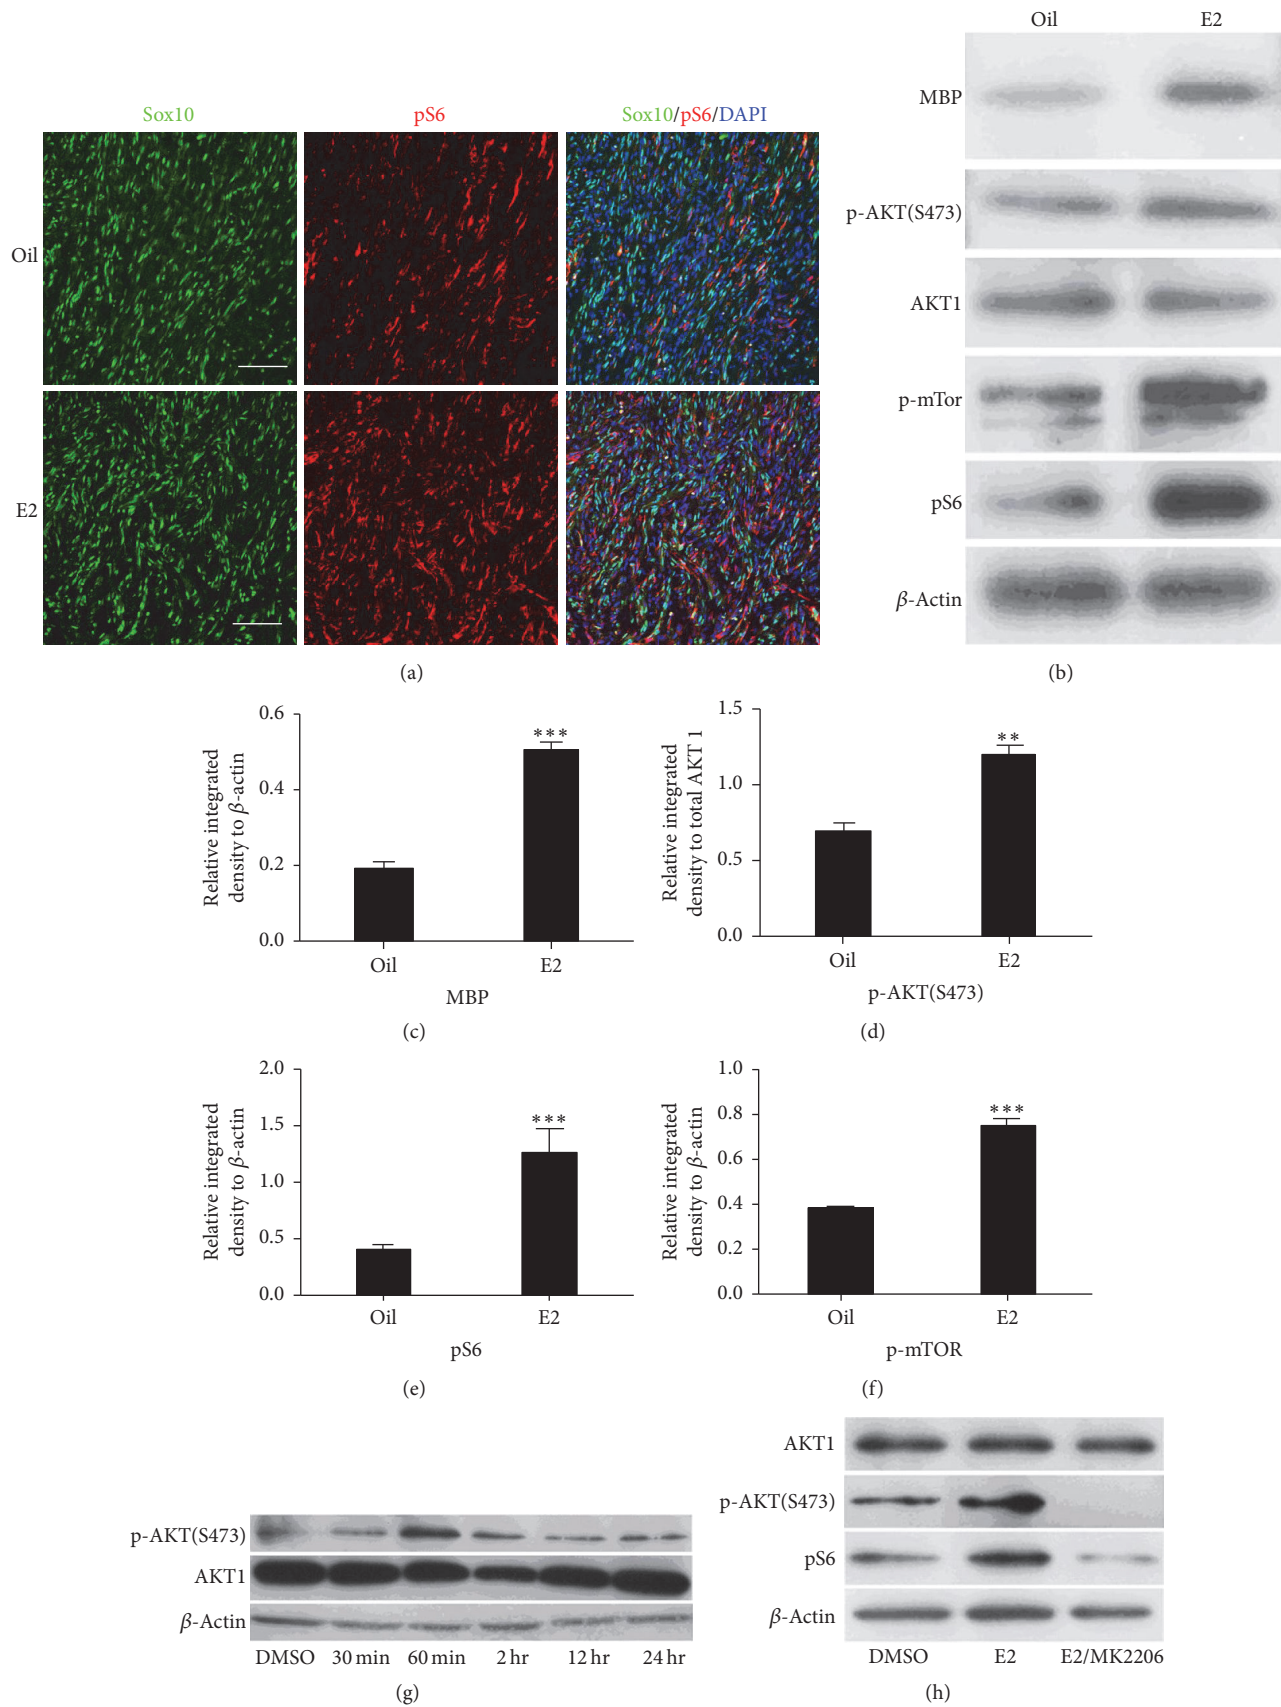 Sox10
pS6
Sox10/pS6/DAPI
Oil
E2
(a)
Oil
E2
MBP
p-AKT(S473)
AKT1
p-mTor
pS6
β-Actin
(b)
Relative integrated
density to β-actin
0.6
0.4
0.2
0.0
***
Oil
E2
MBP
(c)
Relative integrated
density to total AKT 1
1.5
1.0
0.5
0.0
**
Oil
E2
p-AKT(S473)
(d)
Relative integrated
density to β-actin
2.0
1.5
1.0
0.5
0.0
***
Oil
E2
pS6
(e)
Relative integrated
density to β-actin
1.0
0.8
0.6
0.4
0.2
0.0
***
Oil
E2
p-mTOR
(f)
p-AKT(S473)
AKT1
β-Actin
DMSO 30 min 60 min 2 hr 12 hr 24 hr
(g)
AKT1
p-AKT(S473)
pS6
β-Actin
DMSO E2 E2/MK2206
(h)